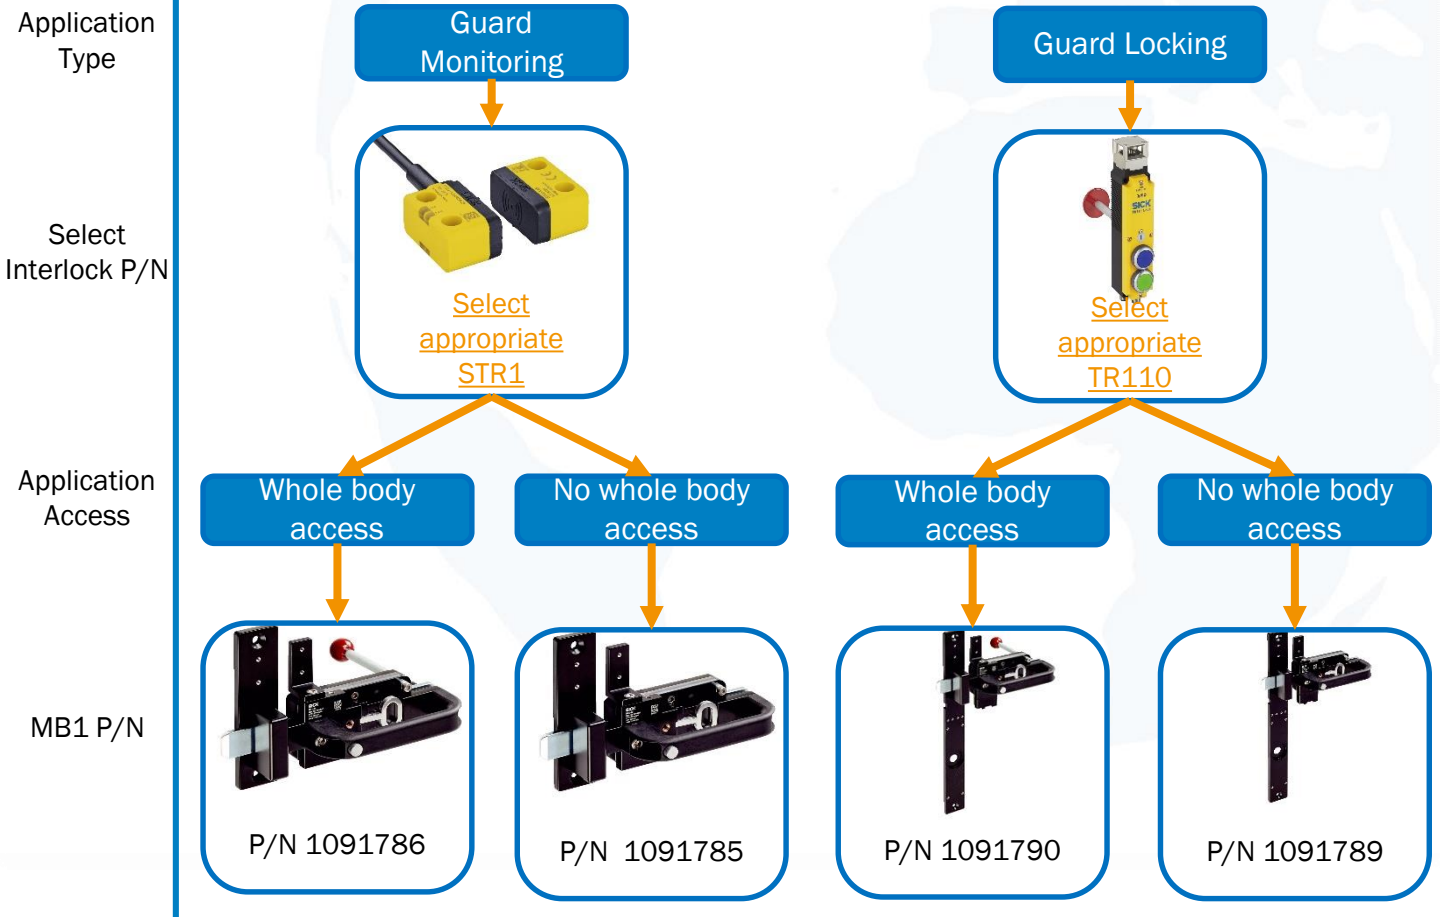 Application
Type
Guard
Monitoring
Guard Locking
Select
Interlock P/N
SICK
Select
appropriate
STR1
Select
appropriate
TR110
Application
Access
Whole body
access
No whole body
access
Whole body
access
No whole body
access
MB1 P/N
P/N 1091786
P/N 1091785
P/N 1091790
P/N 1091789